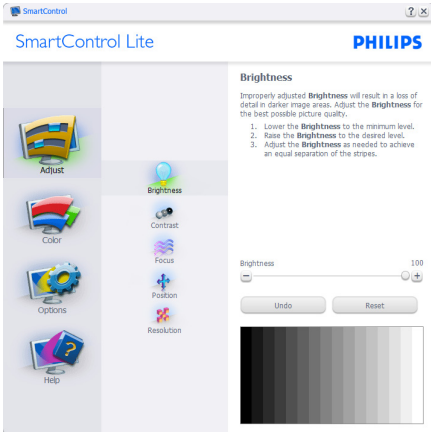 SmartControl
SmartControl Lite
PHILIPS
Adjust
Color
Options
Help
Brightness
Contrast
Focus
Position
Resolution
Brightness
Improperly adjusted Brightness will result in a loss of
detail in darker image areas. Adjust the Brightness for
the best possible picture quality.
1. Lower the Brightness to the minimum level.
2. Raise the Brightness to the desired level.
3. Adjust the Brightness as needed to achieve
an equal separation of the stripes.
Brightness 100
Undo Reset